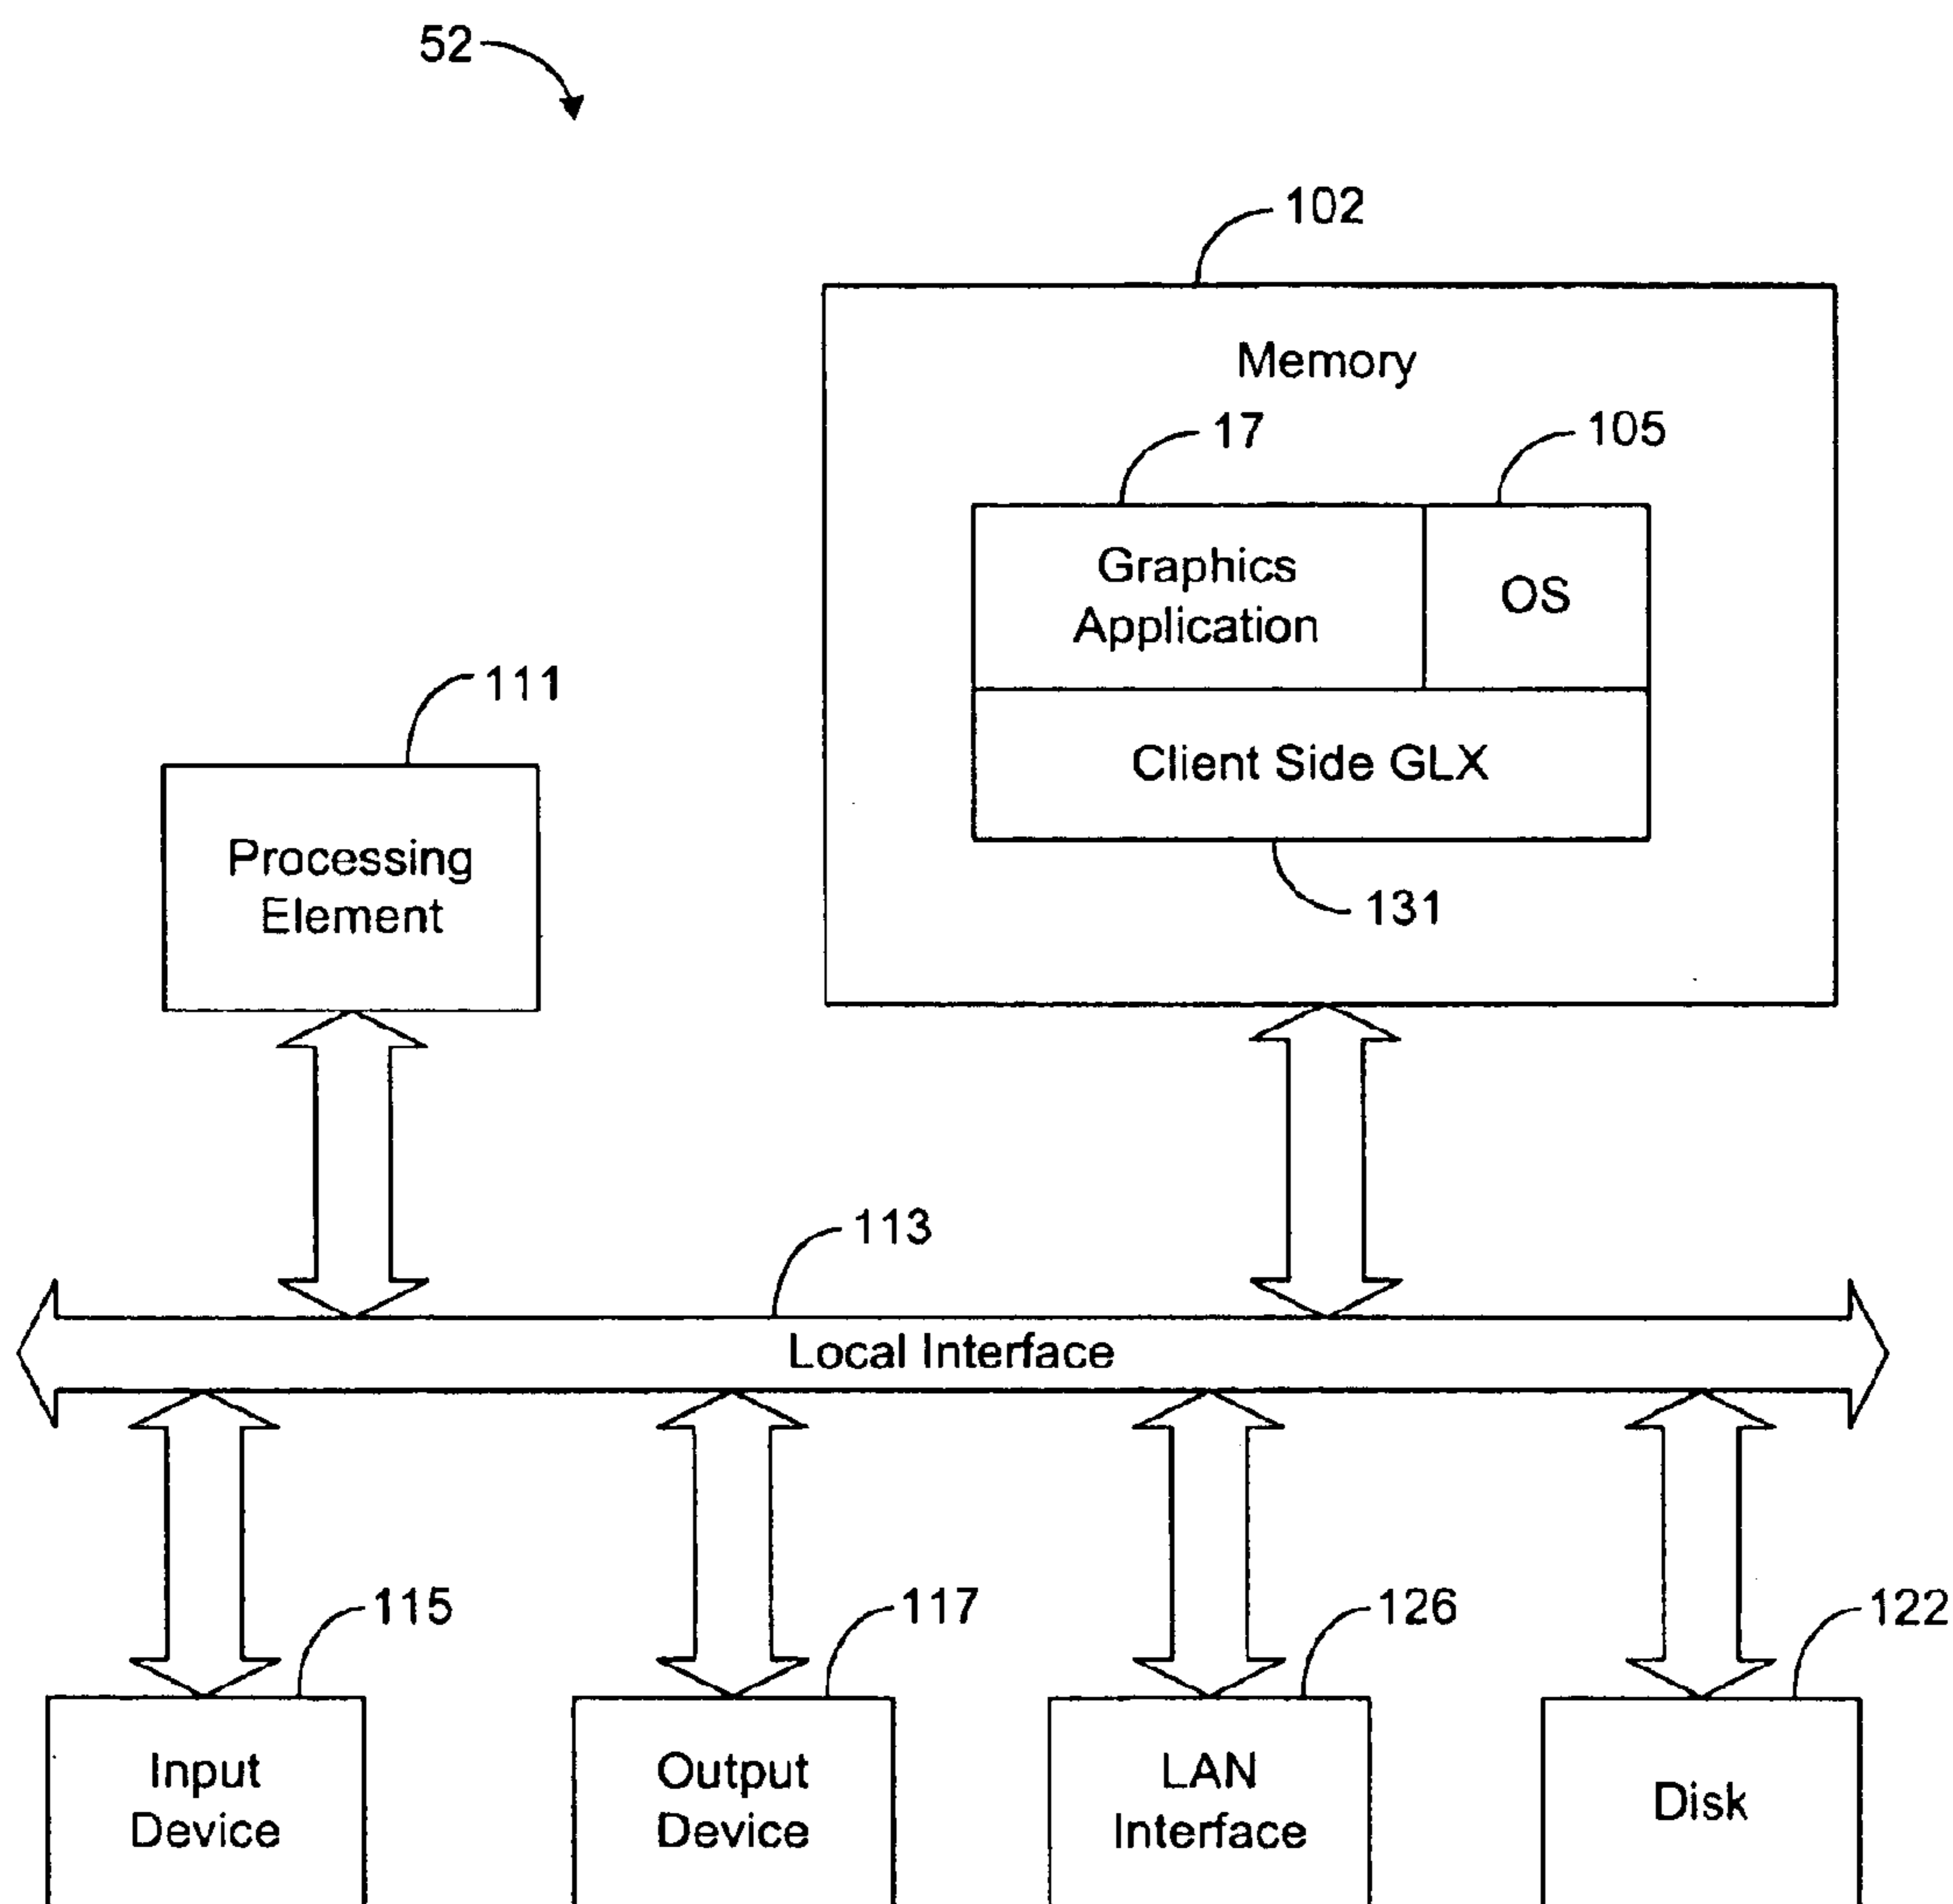 52
102
Memory
17
105
Graphics
Application
OS
Client Side GLX
131
111
Processing
Element
113
Local Interface
115
117
126
122
Input
Device
Output
Device
LAN
Interface
Disk